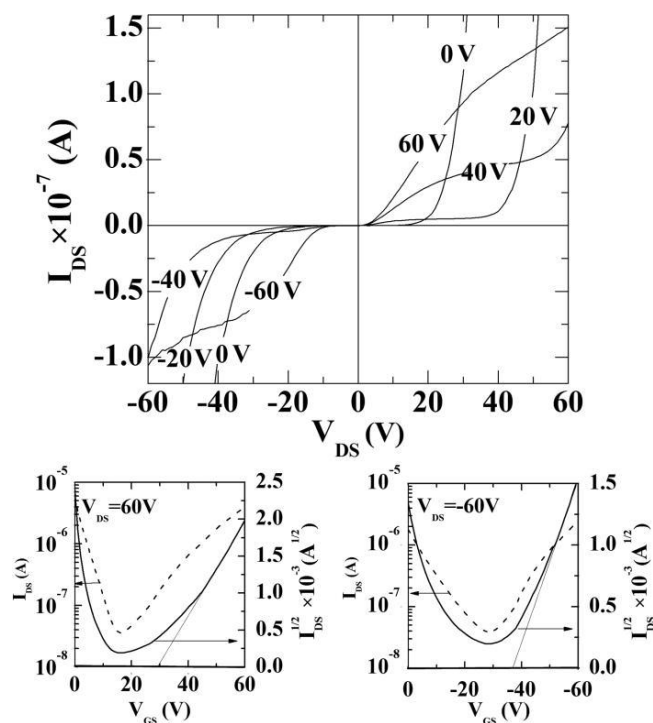 1.5
0 V
20 V
1.0
60 V
0.5
40 V
0.0
-40 V
-60 V
-0.5
-20 V
0 V
-1.0
I_DS ×10^-7 (A)
-60 -40 -20 0 20 40 60
V_DS (V)
10^-5
10^-6
10^-7
10^-8
I_DS (A)
V_DS =60V
2.5
2.0
1.5
1.0
0.5
0.0
I_DS^1/2 ×10^-3 (A^1/2)
0 20 40 60
V_GS (V)
10^-5
10^-6
10^-7
10^-8
I_DS (A)
V_DS =-60V
1.5
1.0
0.5
0.0
I_DS^1/2 ×10^-3 (A^1/2)
0 -20 -40 -60
V_GS (V)